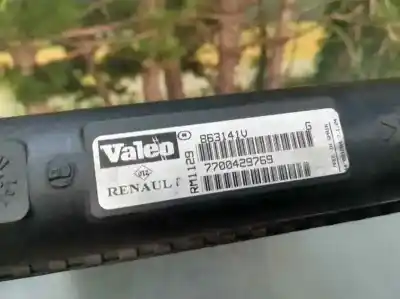 Valeo
863141V
G
RENAULT
RM1129
7700429769